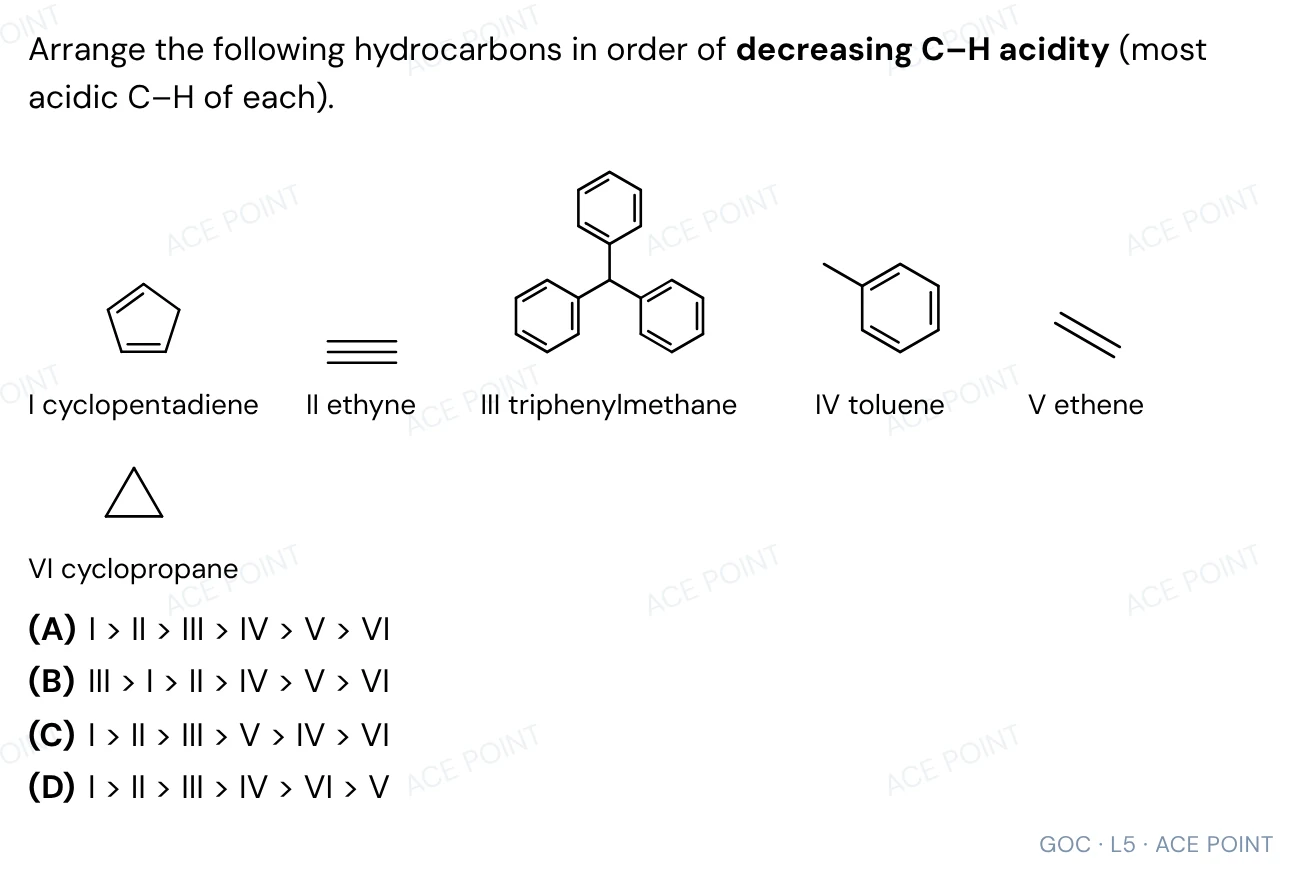 Arrange the following hydrocarbons in order of decreasing C–H acidity (most
acidic C–H of each).
I cyclopentadiene II ethyne III triphenylmethane IV toluene V ethene
VI cyclopropane
(A) I > II > III > IV > V > VI
(B) III > I > II > IV > V > VI
(C) I > II > III > V > IV > VI
(D) I > II > III > IV > VI > V
GOC · L5 · ACE POINT
ACE POINT